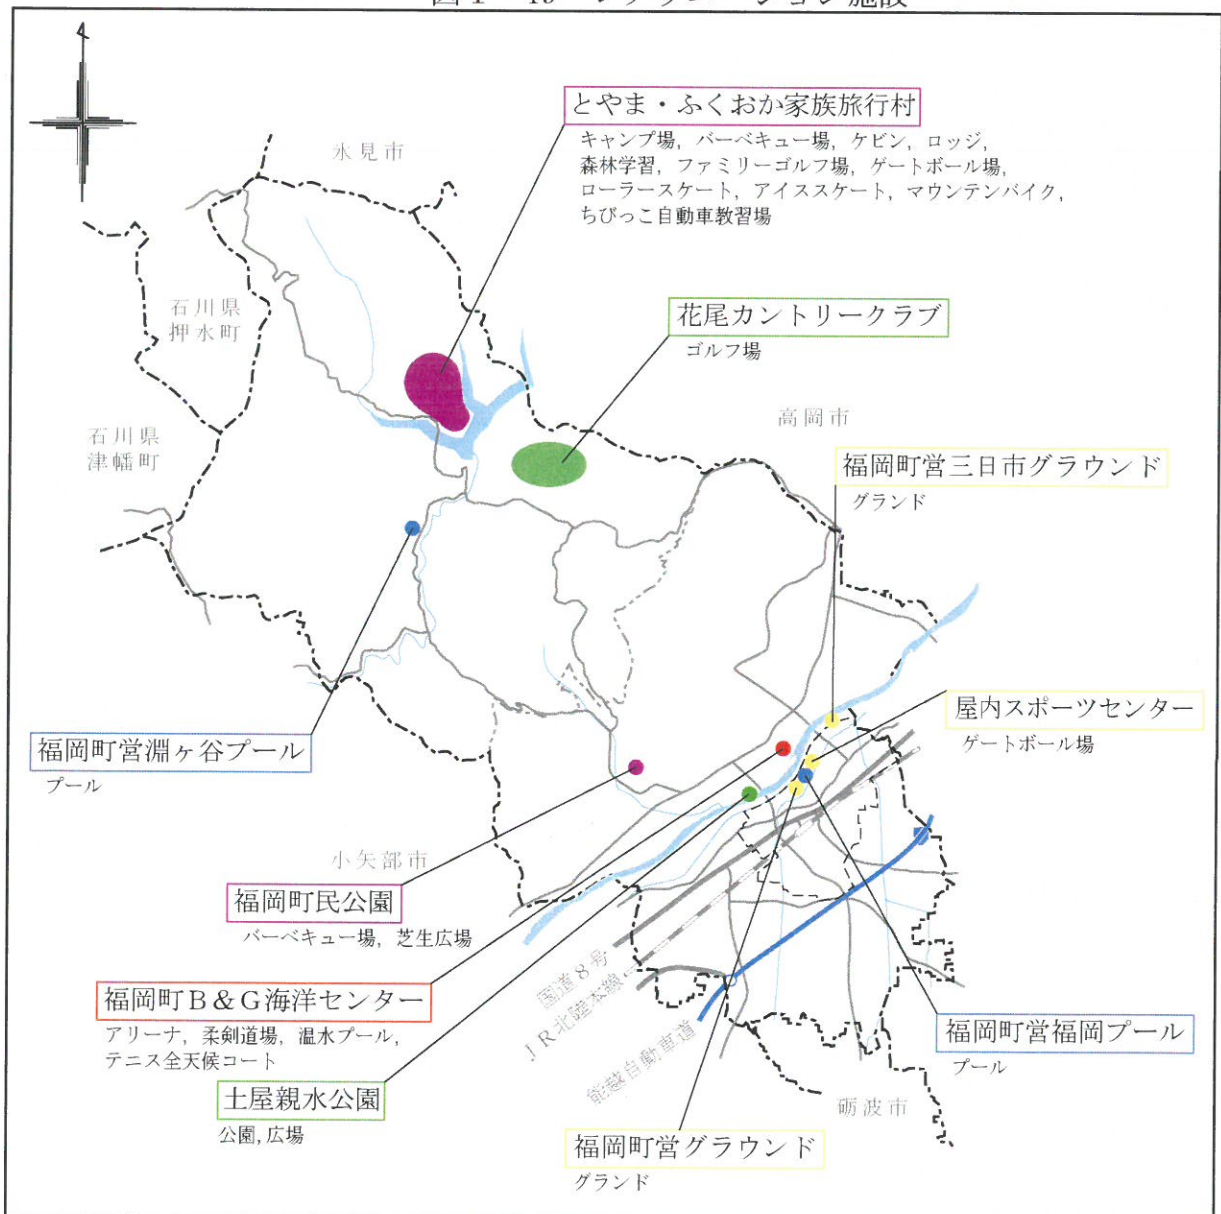 とやま・ふくおか家族旅行村
キャンプ場, バーベキュー場, ケビン, ロッジ,
森林学習, ファミリーゴルフ場, ゲートボール場,
ローラースケート, アイススケート, マウンテンバイク,
ちびっこ自動車教習場
氷見市
石川県
押水町
花尾カントリークラブ
ゴルフ場
高岡市
石川県
津幡町
福岡町営三日市グラウンド
グランド
屋内スポーツセンター
ゲートボール場
福岡町営淵ヶ谷プール
プール
小矢部市
福岡町民公園
バーベキュー場, 芝生広場
国道8号
JR北陸本線
能越自動車道
福岡町B&G海洋センター
アリーナ, 柔剣道場, 温水プール,
テニス全天候コート
福岡町営福岡プール
プール
土屋親水公園
公園, 広場
砺波市
福岡町営グラウンド
グランド